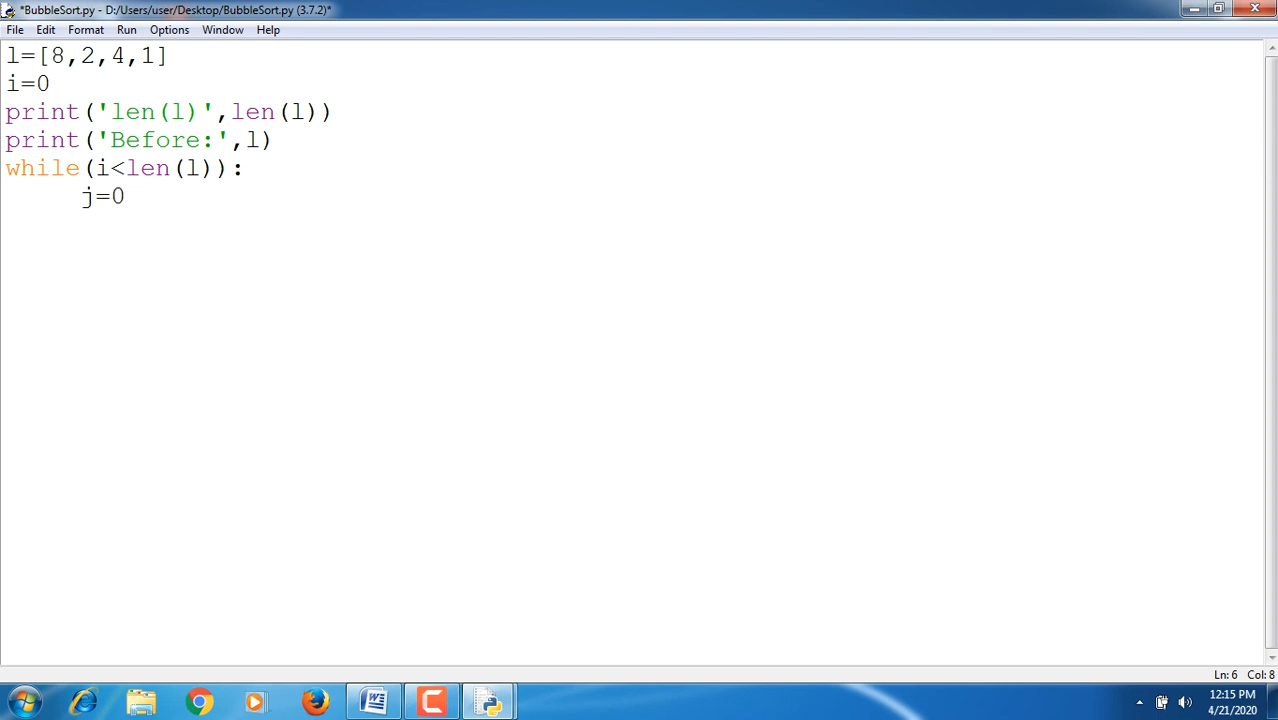 *BubbleSort.py - D:/Users/user/Desktop/BubbleSort.py (3.7.2)*
File Edit Format Run Options Window Help
l=[8,2,4,1]
i=0
print('len(l)',len(l))
print('Before:',l)
while(i<len(l)):
     j=0
Ln: 6 Col: 8
12:15 PM
4/21/2020